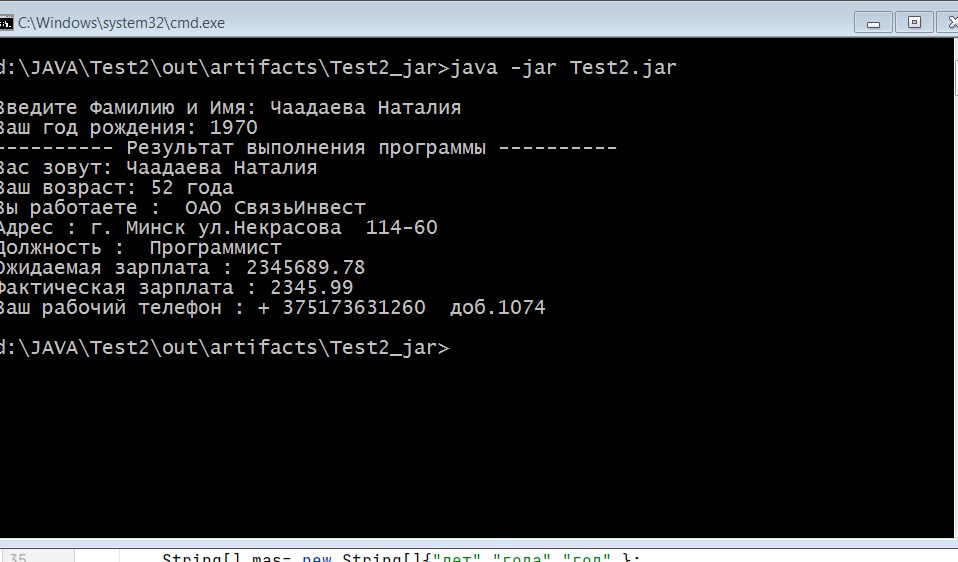 C:\Windows\system32\cmd.exe
d:\JAVA\Test2\out\artifacts\Test2_jar>java -jar Test2.jar
Введите Фамилию и Имя: Чаадаева Наталия
Ваш год рождения: 1970
---------- Результат выполнения программы ----------
Вас зовут: Чаадаева Наталия
Ваш возраст: 52 года
Вы работаете :  ОАО СвязьИнвест
Адрес : г. Минск ул.Некрасова  114-60
Должность :  Программист
Ожидаемая зарплата : 2345689.78
Фактическая зарплата : 2345.99
Ваш рабочий телефон : + 375173631260  доб.1074
d:\JAVA\Test2\out\artifacts\Test2_jar>
35 String[] mas= new String[]{"лет","года","год" };